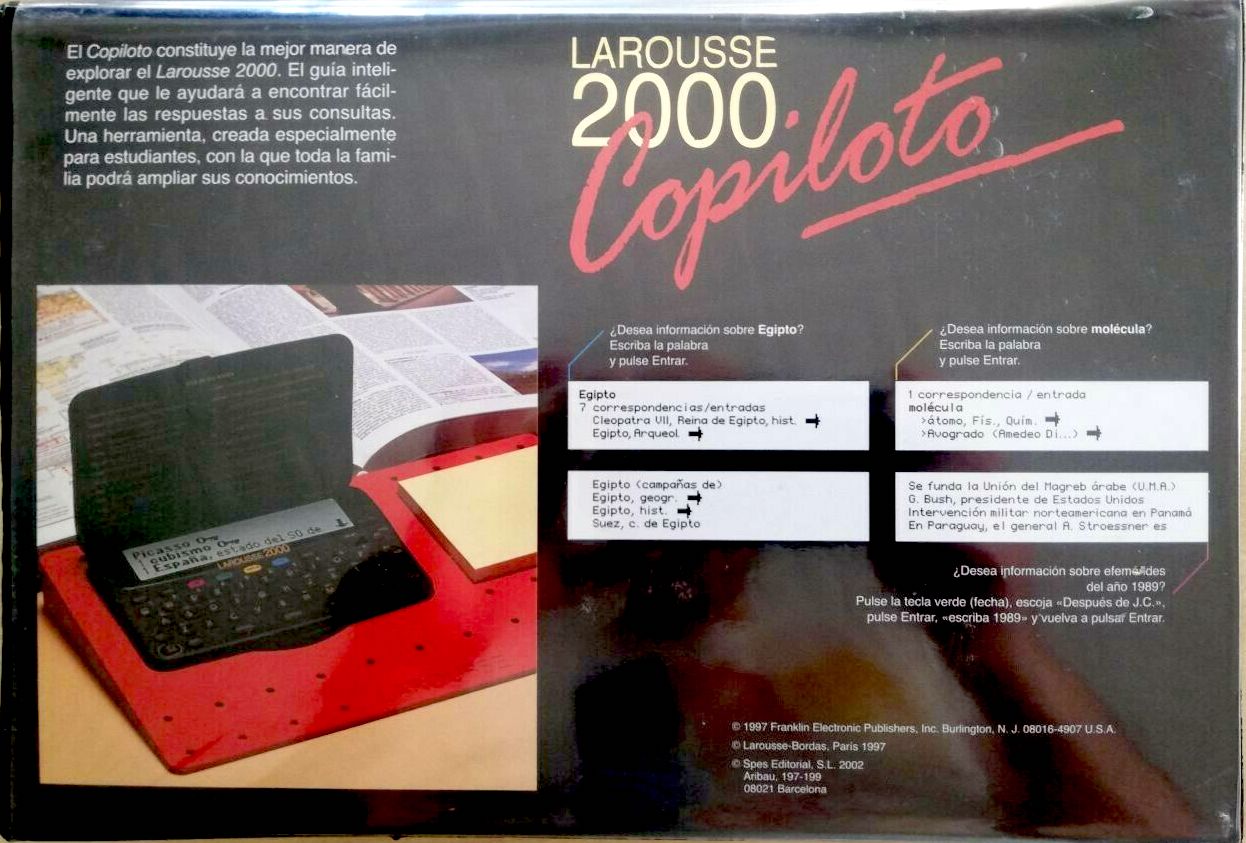 El Copiloto constituye la mejor manera de
explorar el Larousse 2000. El guía inteli-
gente que le ayudará a encontrar fácil-
mente las respuestas a sus consultas.
Una herramienta, creada especialmente
para estudiantes, con la que toda la fami-
lia podrá ampliar sus conocimientos.
LAROUSSE
2000
Copiloto
¿Desea información sobre Egipto?
Escriba la palabra
y pulse Entrar.
Egipto
7 correspondencias/entradas
Cleopatra VII, Reina de Egipto, hist.
Egipto, Arqueol
Egipto (campañas de)
Egipto, geogr.
Egipto, hist.
Suez, c. de Egipto
¿Desea información sobre molécula?
Escriba la palabra
y pulse Entrar.
1 correspondencia / entrada
molécula
>átomo, Fís., Quím.
>Avogrado (Amedeo Di...)
Se funda la Unión del Magreb árabe (U.M.A.)
G. Bush, presidente de Estados Unidos
Intervención militar norteamericana en Panamá
En Paraguay, el general A. Stroessner es
¿Desea información sobre efemérides
del año 1989?
Pulse la tecla verde (fecha), escoja «Después de J.C.»,
pulse Entrar, «escriba 1989» y vuelva a pulsar Entrar.
Picasso
cubismo
España, estado del SO de
LAROUSSE 2000
© 1997 Franklin Electronic Publishers, Inc. Burlington, N. J. 08016-4907 U.S.A.
© Larousse-Bordas, Paris 1997
© Spes Editorial, S.L. 2002
Aribau, 197-199
08021 Barcelona